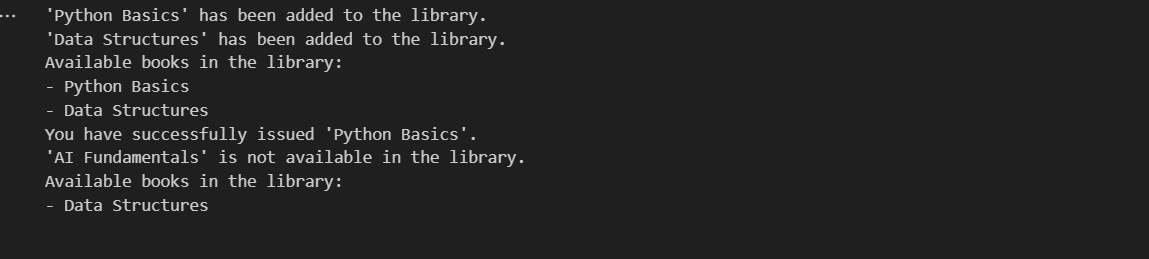 'Python Basics' has been added to the library.
'Data Structures' has been added to the library.
Available books in the library:
- Python Basics
- Data Structures
You have successfully issued 'Python Basics'.
'AI Fundamentals' is not available in the library.
Available books in the library:
- Data Structures